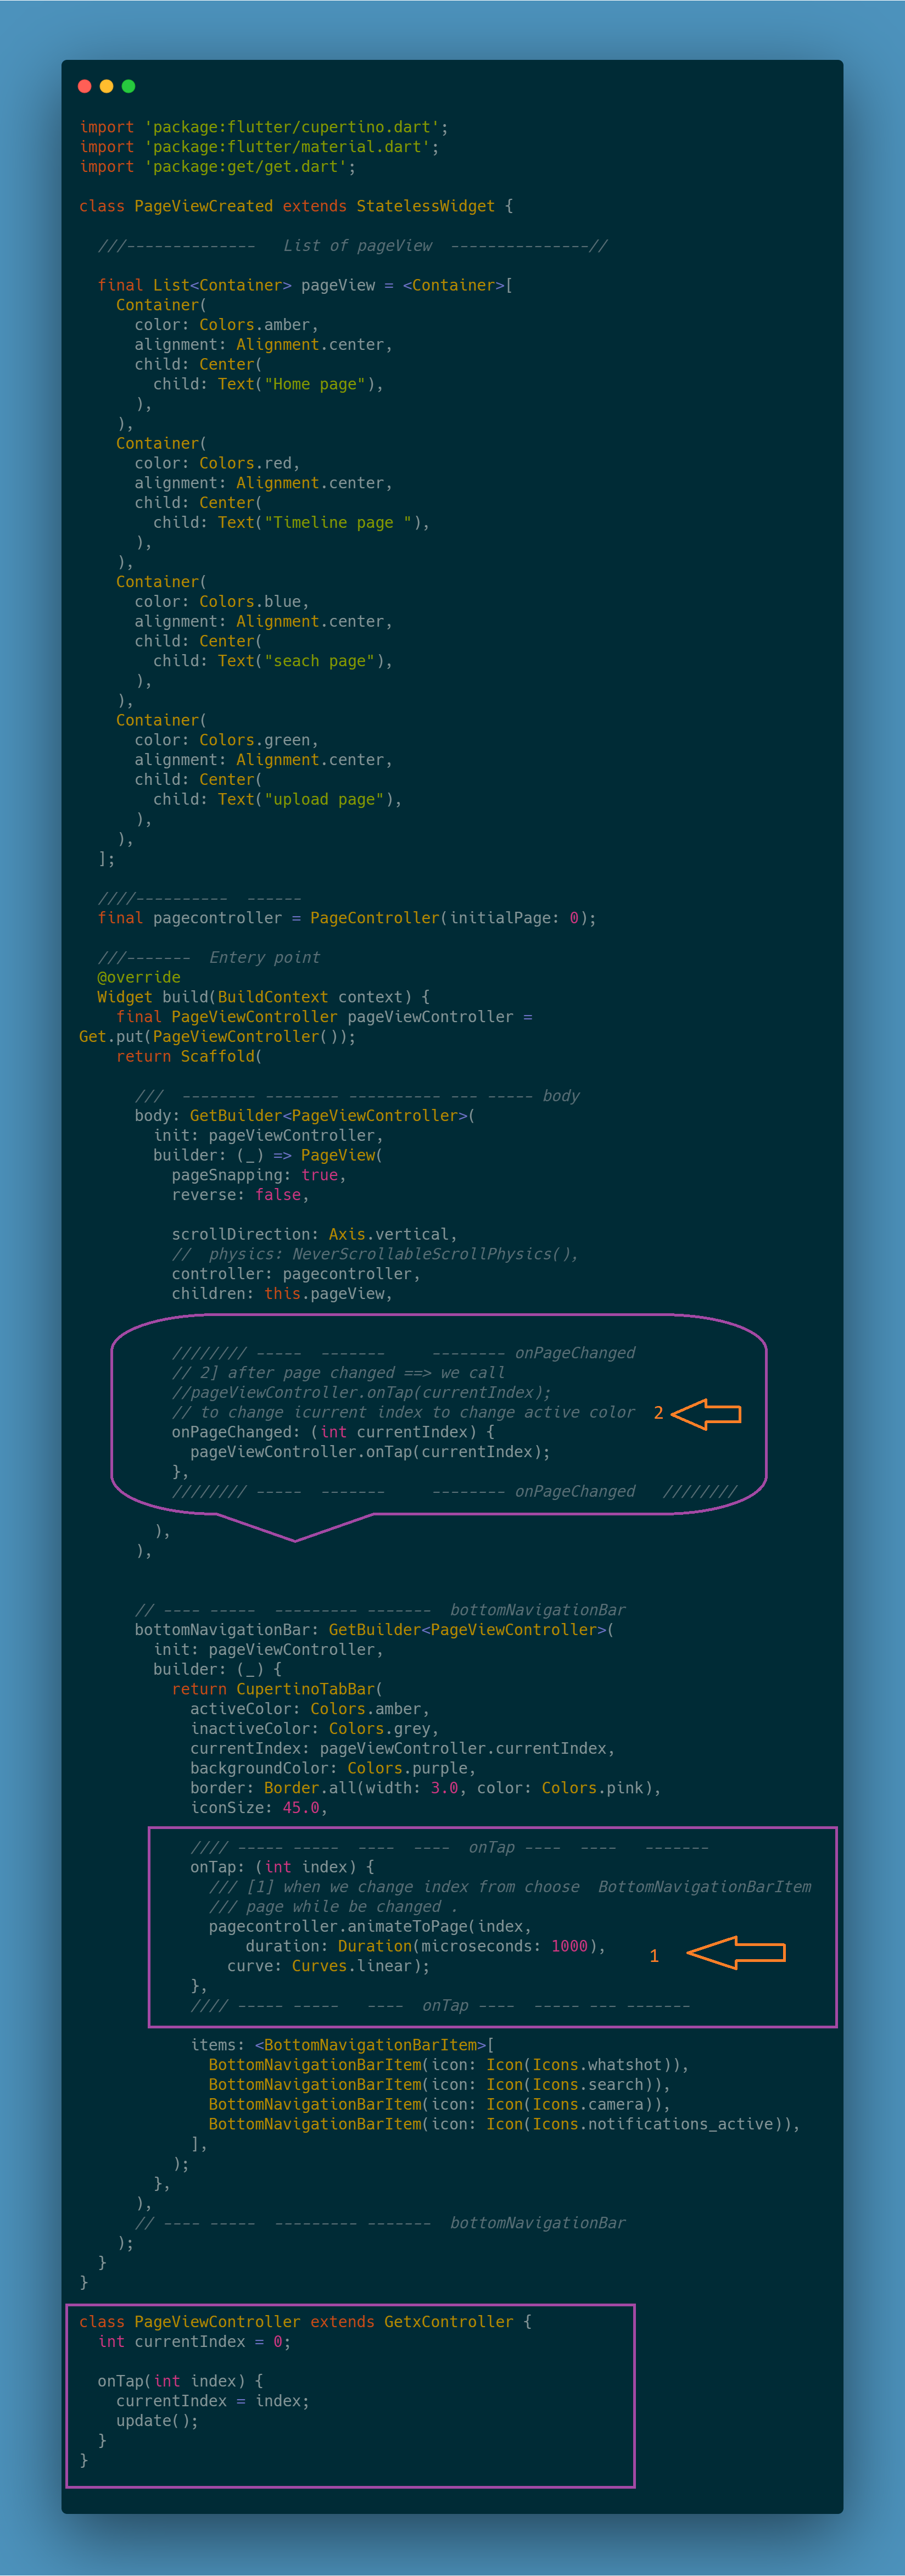 import 'package:flutter/cupertino.dart';
import 'package:flutter/material.dart';
import 'package:get/get.dart';

class PageViewCreated extends StatelessWidget {

  ///--------------   List of pageView  ---------------//

  final List<Container> pageView = <Container>[
    Container(
      color: Colors.amber,
      alignment: Alignment.center,
      child: Center(
        child: Text("Home page"),
      ),
    ),
    Container(
      color: Colors.red,
      alignment: Alignment.center,
      child: Center(
        child: Text("Timeline page "),
      ),
    ),
    Container(
      color: Colors.blue,
      alignment: Alignment.center,
      child: Center(
        child: Text("seach page"),
      ),
    ),
    Container(
      color: Colors.green,
      alignment: Alignment.center,
      child: Center(
        child: Text("upload page"),
      ),
    ),
  ];

  ////----------  ------
  final pagecontroller = PageController(initialPage: 0);

  ///-------  Entery point
  @override
  Widget build(BuildContext context) {
    final PageViewController pageViewController =
Get.put(PageViewController());
    return Scaffold(

      ///  -------- -------- ---------- --- ----- body
      body: GetBuilder<PageViewController>(
        init: pageViewController,
        builder: (_) => PageView(
          pageSnapping: true,
          reverse: false,

          scrollDirection: Axis.vertical,
          //  physics: NeverScrollableScrollPhysics(),
          controller: pagecontroller,
          children: this.pageView,

          //////// -----  -------     -------- onPageChanged
          // 2] after page changed ==> we call
          //pageViewController.onTap(currentIndex);
          // to change icurrent index to change active color  2
          onPageChanged: (int currentIndex) {
            pageViewController.onTap(currentIndex);
          },
          //////// -----  -------     -------- onPageChanged   ////////

        ),
      ),

      // ---- -----  --------- -------  bottomNavigationBar
      bottomNavigationBar: GetBuilder<PageViewController>(
        init: pageViewController,
        builder: (_) {
          return CupertinoTabBar(
            activeColor: Colors.amber,
            inactiveColor: Colors.grey,
            currentIndex: pageViewController.currentIndex,
            backgroundColor: Colors.purple,
            border: Border.all(width: 3.0, color: Colors.pink),
            iconSize: 45.0,

            //// ----- -----  ----  ----  onTap ----  ----   -------
            onTap: (int index) {
              /// [1] when we change index from choose  BottomNavigationBarItem
              /// page while be changed .
              pagecontroller.animateToPage(index,
                  duration: Duration(microseconds: 1000),  1
                curve: Curves.linear);
            },
            //// ----- -----   ----  onTap ----  ----- --- -------

            items: <BottomNavigationBarItem>[
              BottomNavigationBarItem(icon: Icon(Icons.whatshot)),
              BottomNavigationBarItem(icon: Icon(Icons.search)),
              BottomNavigationBarItem(icon: Icon(Icons.camera)),
              BottomNavigationBarItem(icon: Icon(Icons.notifications_active)),
            ],
          );
        },
      ),
      // ---- -----  --------- -------  bottomNavigationBar
    );
  }
}

class PageViewController extends GetxController {
  int currentIndex = 0;

  onTap(int index) {
    currentIndex = index;
    update();
  }
}